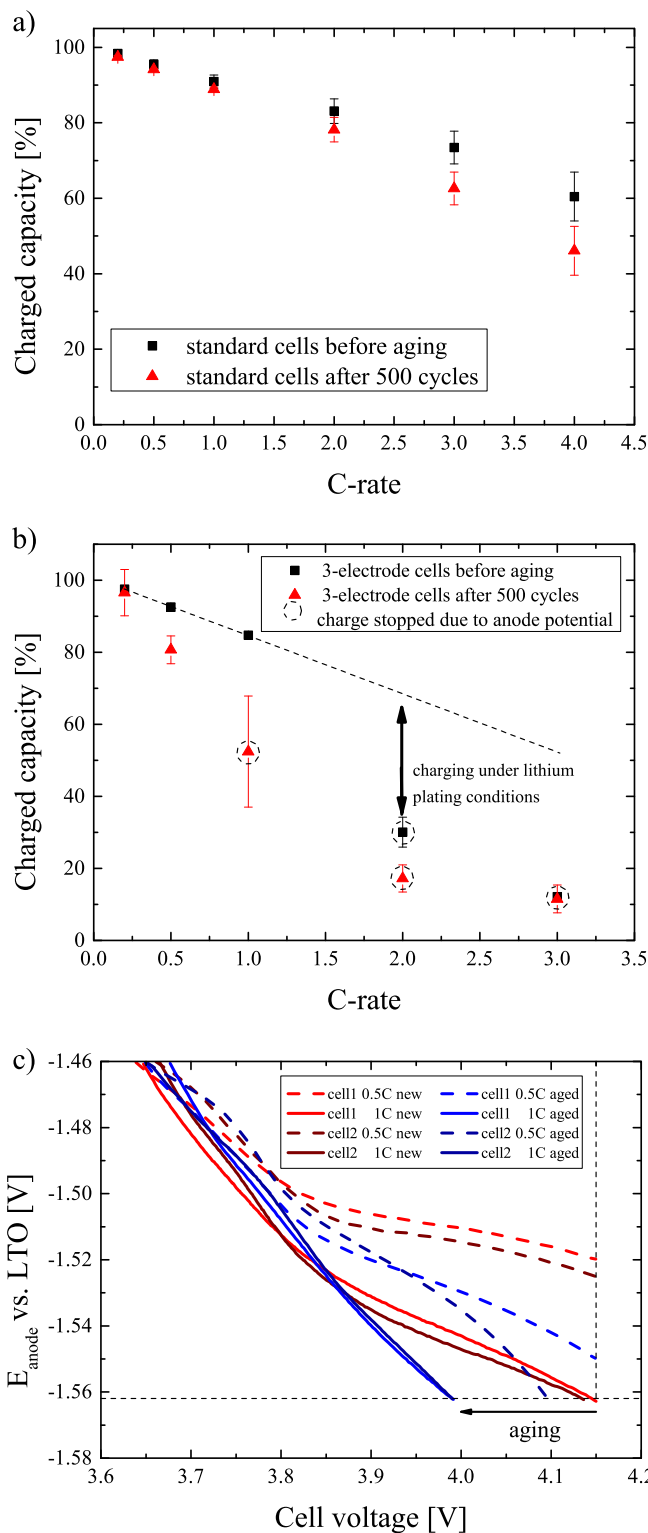 a)
100
80
60
40
20
0
Charged capacity [%]
standard cells before aging
standard cells after 500 cycles
0.0 0.5 1.0 1.5 2.0 2.5 3.0 3.5 4.0 4.5
C-rate
b)
100
80
60
40
20
0
Charged capacity [%]
3-electrode cells before aging
3-electrode cells after 500 cycles
charge stopped due to anode potential
charging under lithium
plating conditions
0.0 0.5 1.0 1.5 2.0 2.5 3.0 3.5
C-rate
c)
-1.46
-1.48
-1.50
-1.52
-1.54
-1.56
-1.58
E anode vs. LTO [V]
cell1 0.5C new cell1 0.5C aged
cell1 1C new cell1 1C aged
cell2 0.5C new cell2 0.5C aged
cell2 1C new cell2 1C aged
aging
3.6 3.7 3.8 3.9 4.0 4.1 4.2
Cell voltage [V]